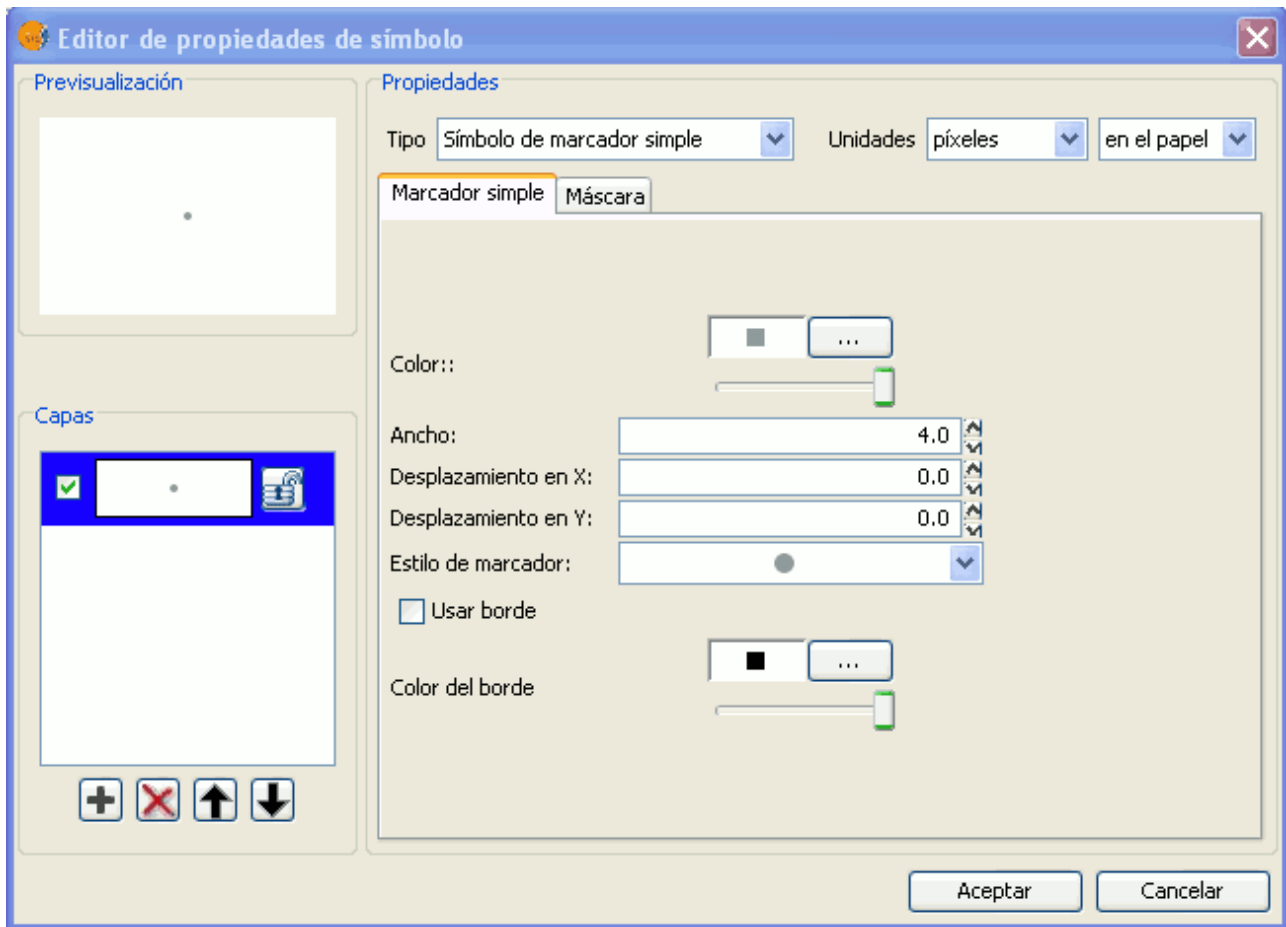 Editor de propiedades de símbolo
Previsualización
Propiedades
Tipo Símbolo de marcador simple Unidades píxeles en el papel
Marcador simple Máscara
...
Color::
Capas
Ancho: 4.0
Desplazamiento en X: 0.0
Desplazamiento en Y: 0.0
Estilo de marcador:
Usar borde
...
Color del borde
Aceptar Cancelar